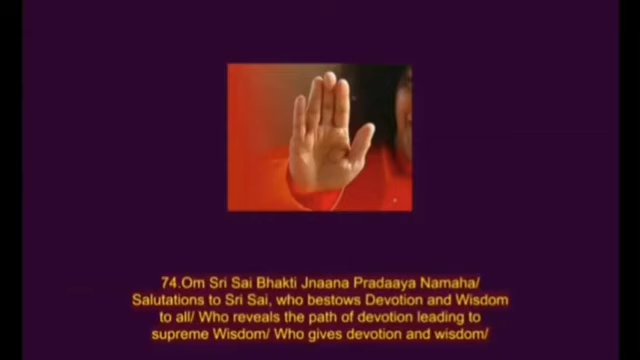 74.Om Sri Sai Bhakti Jnaana Pradaaya Namaha/
Salutations to Sri Sai, who bestows Devotion and Wisdom
to all/ Who reveals the path of devotion leading to
supreme Wisdom/ Who gives devotion and wisdom/